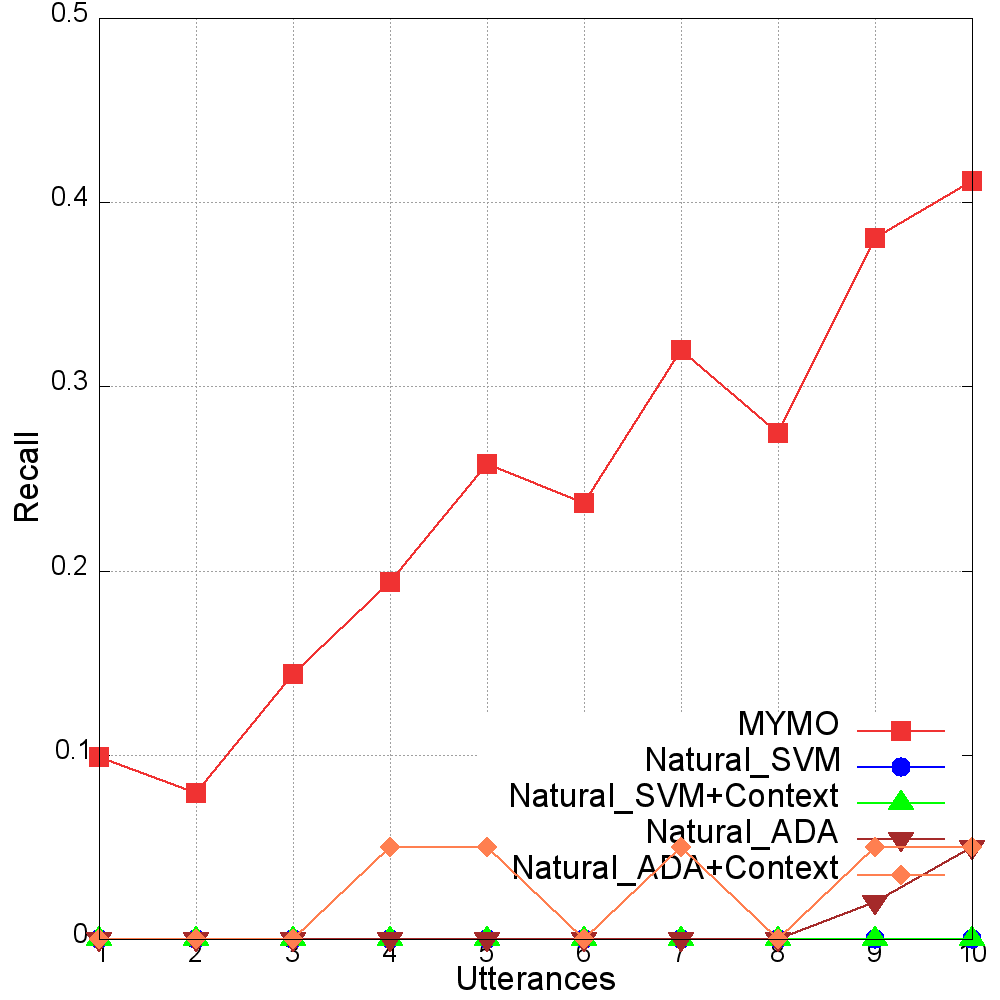 0.5
0.4
0.3
0.2
0.1
0
Recall
MYMO
Natural_SVM
Natural_SVM+Context
Natural_ADA
Natural_ADA+Context
1 2 3 4 5 6 7 8 9 10
Utterances